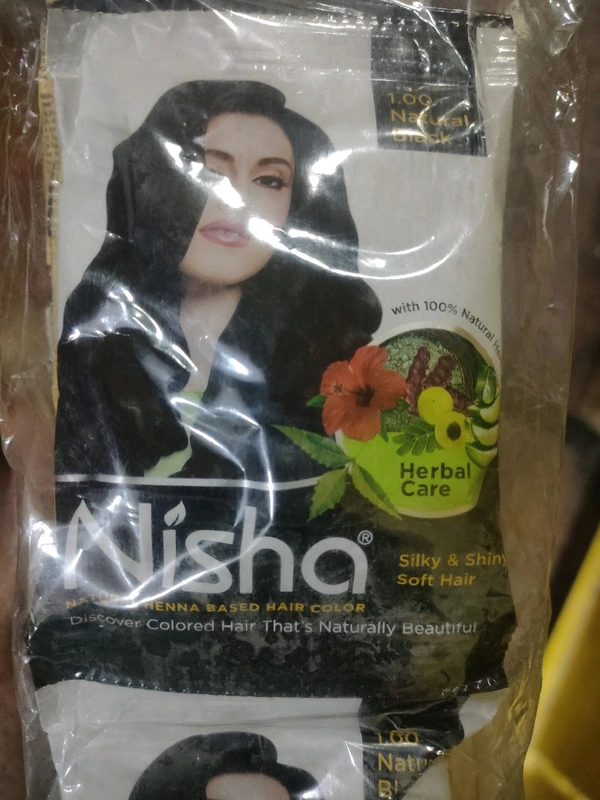 1.00
Natural
Black
with 100% Natural
Herbal
Care
Nisha®
Silky & Shiny
Soft Hair
NATURAL HENNA BASED HAIR COLOR
Discover Colored Hair That's Naturally Beautiful
1.00